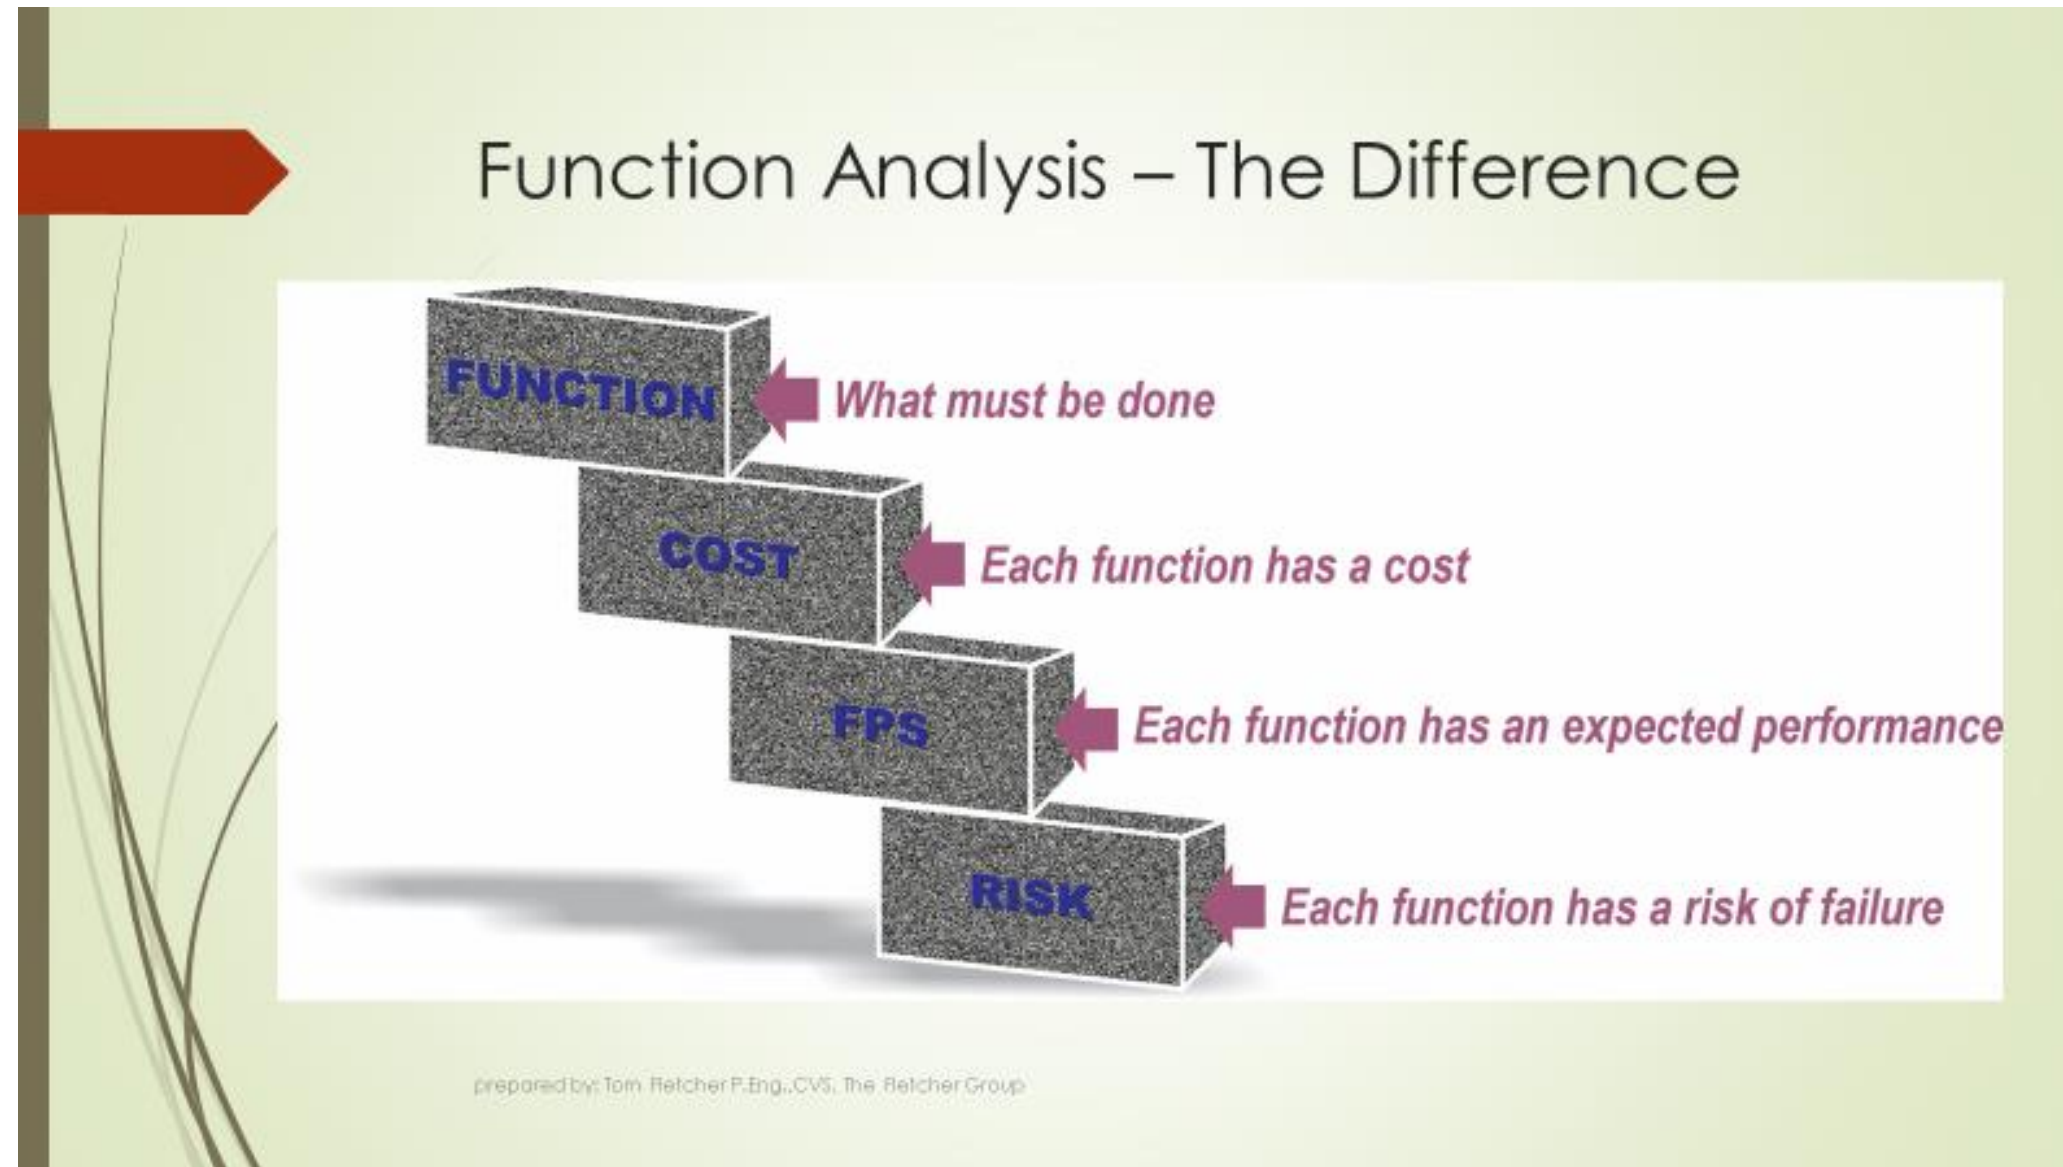 Function Analysis – The Difference
FUNCTION
What must be done
COST
Each function has a cost
FPS
Each function has an expected performance
RISK
Each function has a risk of failure
prepared by: Tom Fletcher P.Eng.,CVS, The Fletcher Group